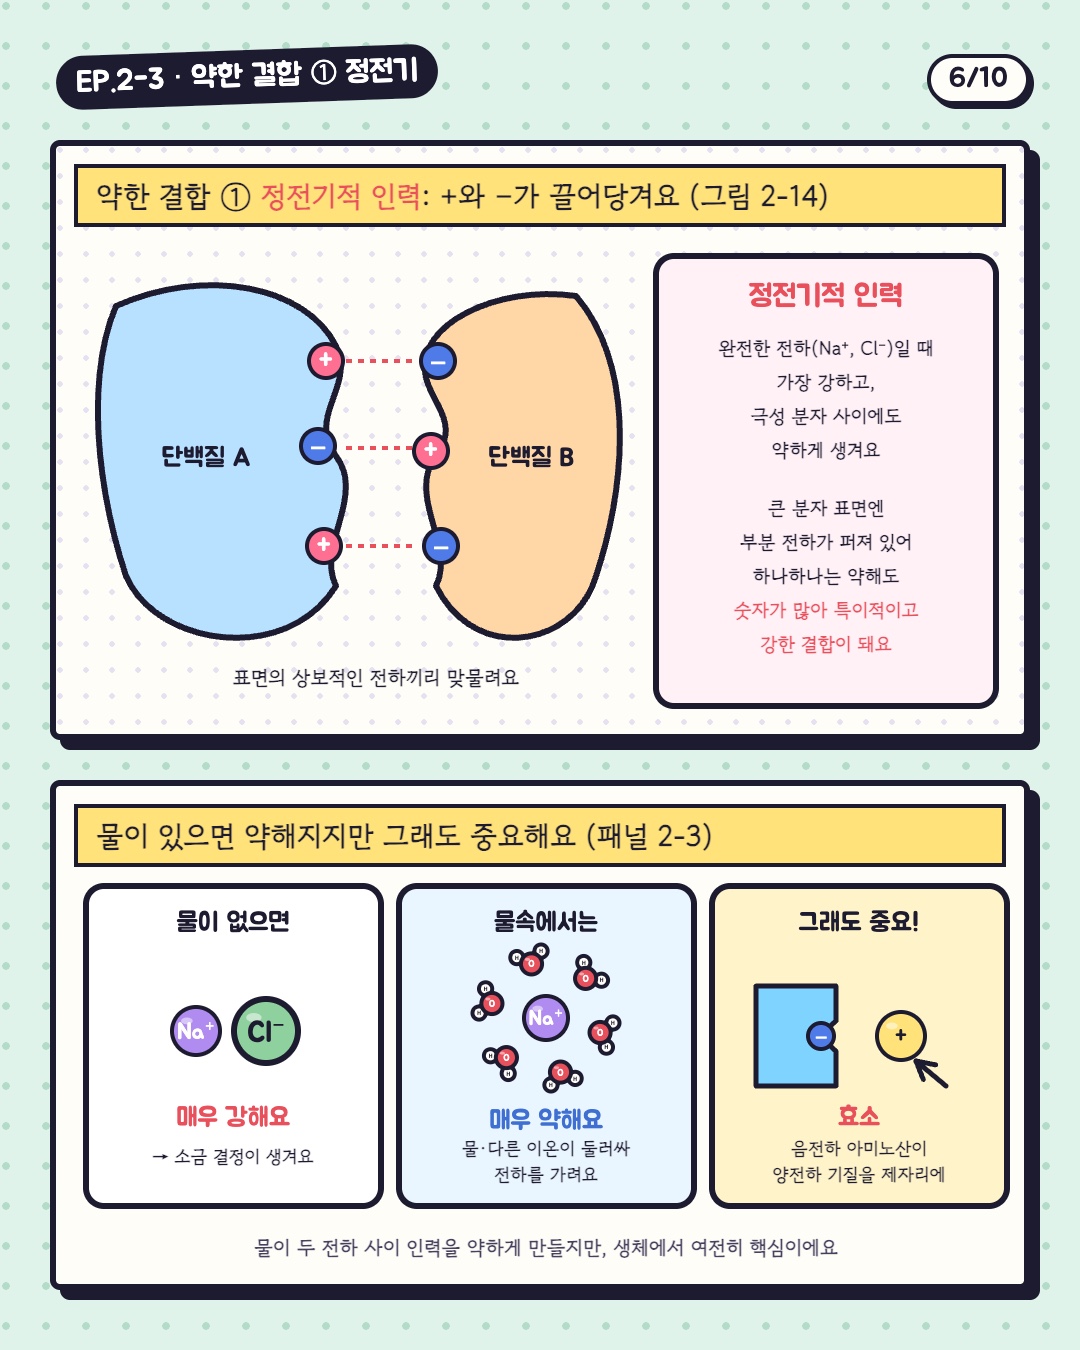 EP.2-3 · 약한 결합 ① 정전기
6/10
약한 결합 ① 정전기적 인력: +와 −가 끌어당겨요 (그림 2-14)
+
−
−
+
+
−
단백질 A
단백질 B
표면의 상보적인 전하끼리 맞물려요
정전기적 인력
완전한 전하(Na⁺, Cl⁻)일 때
가장 강하고,
극성 분자 사이에도
약하게 생겨요
큰 분자 표면엔
부분 전하가 퍼져 있어
하나하나는 약해도
숫자가 많아 특이적이고
강한 결합이 돼요
물이 있으면 약해지지만 그래도 중요해요 (패널 2-3)
물이 없으면
Na⁺
Cl⁻
매우 강해요
→ 소금 결정이 생겨요
물속에서는
H
O
H
H
O
H
H
O
H
Na⁺
O
H
H
H
O
H
H
O
H
매우 약해요
물·다른 이온이 둘러싸
전하를 가려요
그래도 중요!
−
+
효소
음전하 아미노산이
양전하 기질을 제자리에
물이 두 전하 사이 인력을 약하게 만들지만, 생체에서 여전히 핵심이에요